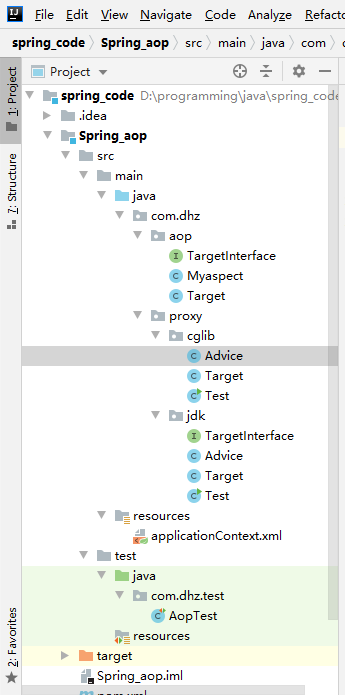 File Edit View Navigate Code Analyze Refacto
spring_code Spring_aop src main java com
1: Project
Project
spring_code D:\programming\java\spring_code
.idea
Spring_aop
src
main
java
com.dhz
aop
TargetInterface
Myaspect
Target
proxy
cglib
Advice
Target
Test
jdk
TargetInterface
Advice
Target
Test
resources
applicationContext.xml
test
java
com.dhz.test
AopTest
resources
target
Spring_aop.iml
7: Structure
2: Favorites